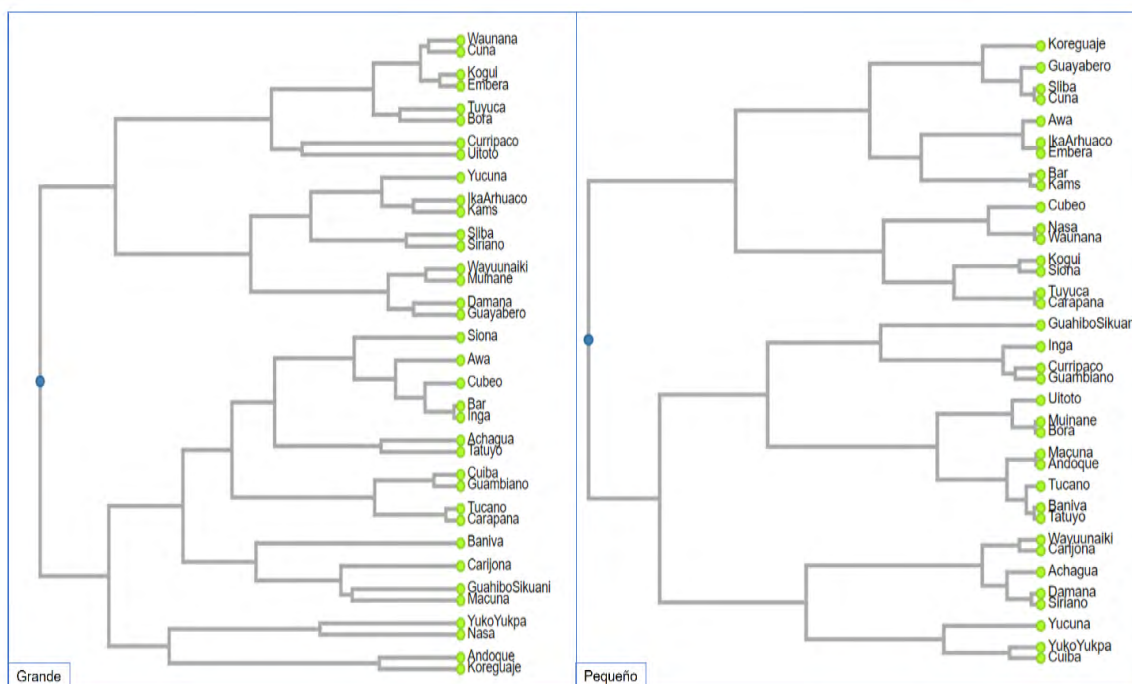 Waunana
Cuna
Kogui
Embera
Tuyuca
Bora
Curripaco
Uitoto
Yucuna
IkaArhuaco
Kams
Sliba
Siriano
Wayuunaiki
Muinane
Damana
Guayabero
Siona
Awa
Cubeo
Bar
Inga
Achagua
Tatuyo
Cuiba
Guambiano
Tucano
Carapana
Baniva
Carijona
GuahiboSikuani
Macuna
YukoYukpa
Nasa
Andoque
Koreguaje
Grande
Koreguaje
Guayabero
Sliba
Cuna
Awa
IkaArhuaco
Embera
Bar
Kams
Cubeo
Nasa
Waunana
Kogui
Siona
Tuyuca
Carapana
GuahiboSikuar
Inga
Curripaco
Guambiano
Uitoto
Muinane
Bora
Macuna
Andoque
Tucano
Baniva
Tatuyo
Wayuunaiki
Carijona
Achagua
Damana
Siriano
Yucuna
YukoYukpa
Cuiba
Pequeño